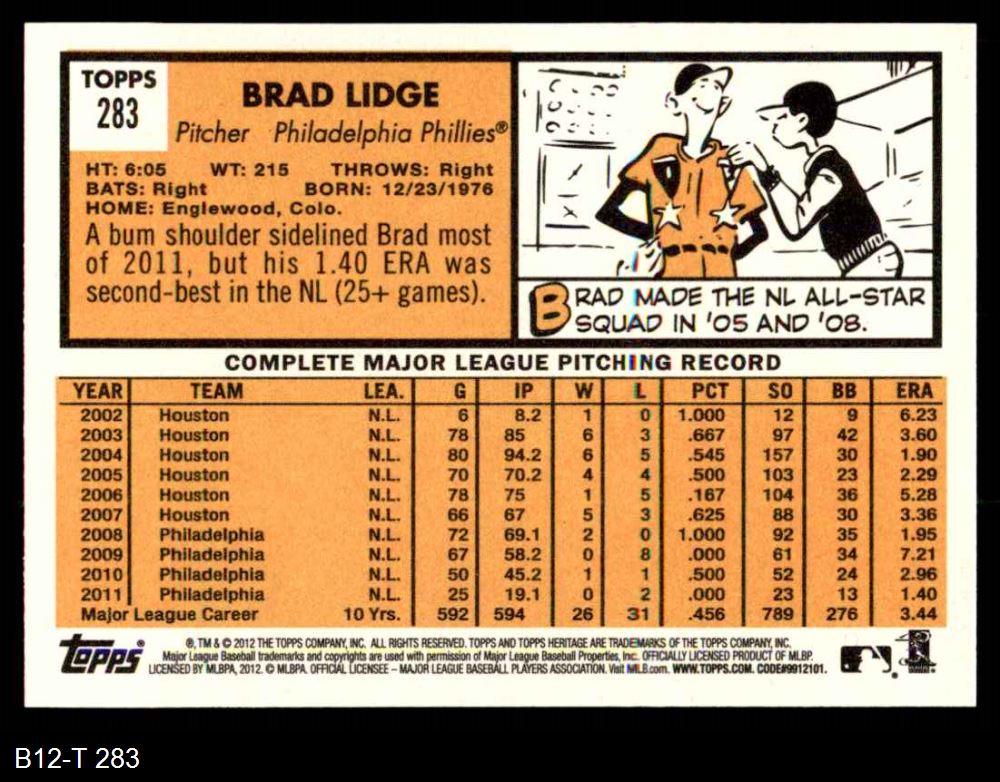 TOPPS
283
BRAD LIDGE
Pitcher Philadelphia Phillies®
HT: 6:05 WT: 215 THROWS: Right
BATS: Right BORN: 12/23/1976
HOME: Englewood, Colo.
A bum shoulder sidelined Brad most
of 2011, but his 1.40 ERA was
second-best in the NL (25+ games).
BRAD MADE THE NL ALL-STAR
SQUAD IN '05 AND '08.
COMPLETE MAJOR LEAGUE PITCHING RECORD
YEAR TEAM LEA. G IP W L PCT SO BB ERA
2002 Houston N.L. 6 8.2 1 0 1.000 12 9 6.23
2003 Houston N.L. 78 85 6 3 .667 97 42 3.60
2004 Houston N.L. 80 94.2 6 5 .545 157 30 1.90
2005 Houston N.L. 70 70.2 4 4 .500 103 23 2.29
2006 Houston N.L. 78 75 1 5 .167 104 36 5.28
2007 Houston N.L. 66 67 5 3 .625 88 30 3.36
2008 Philadelphia N.L. 72 69.1 2 0 1.000 92 35 1.95
2009 Philadelphia N.L. 67 58.2 0 8 .000 61 34 7.21
2010 Philadelphia N.L. 50 45.2 1 1 .500 52 24 2.96
2011 Philadelphia N.L. 25 19.1 0 2 .000 23 13 1.40
Major League Career 10 Yrs. 592 594 26 31 .456 789 276 3.44
Topps®
®, TM & © 2012 THE TOPPS COMPANY, INC. ALL RIGHTS RESERVED. TOPPS AND TOPPS HERITAGE ARE TRADEMARKS OF THE TOPPS COMPANY, INC.
Major League Baseball trademarks and copyrights are used with permission of Major League Baseball Properties, Inc. OFFICIALLY LICENSED PRODUCT OF MLBP.
LICENSED BY MLBPA, 2012. © MLBPA. OFFICIAL LICENSEE – MAJOR LEAGUE BASEBALL PLAYERS ASSOCIATION. Visit MLB.com. WWW.TOPPS.COM. CODE#9912101.
B12-T 283